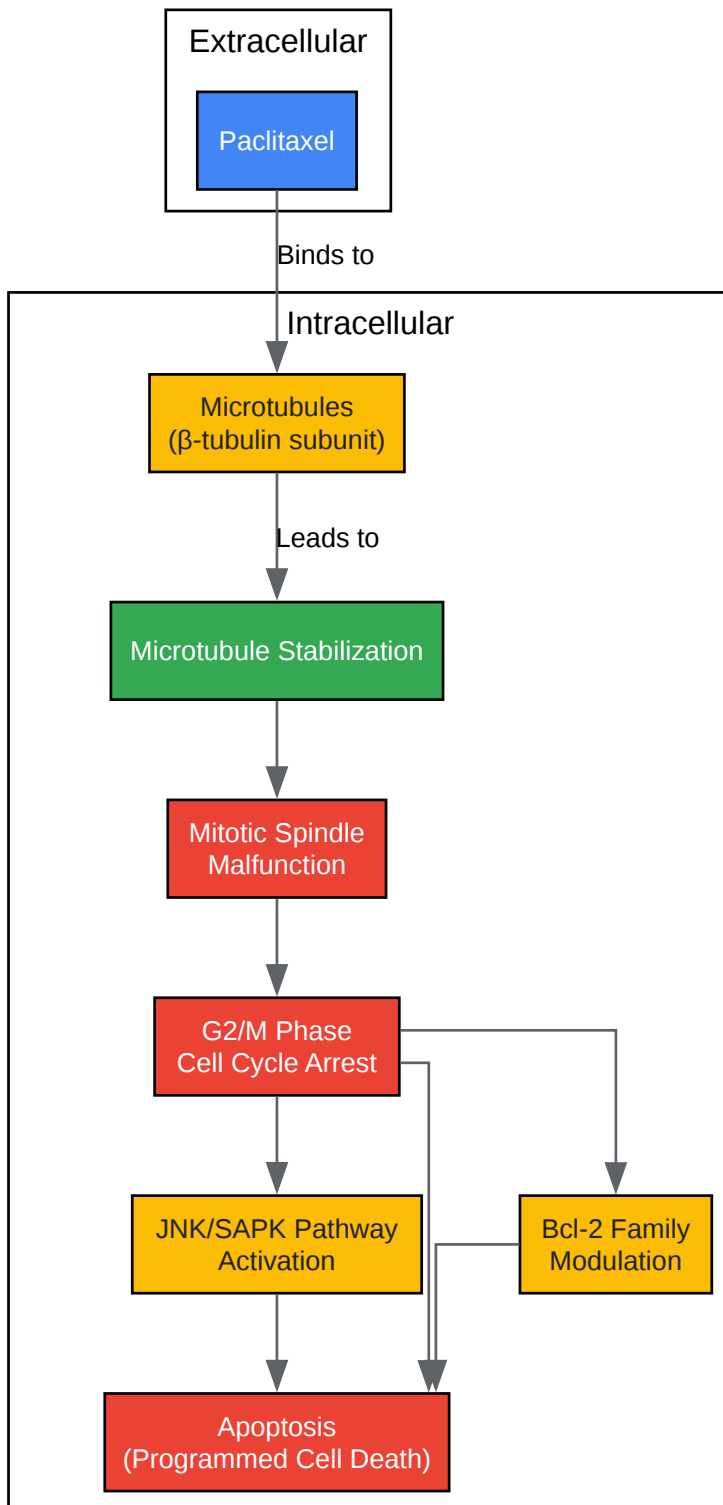 Extracellular
Paclitaxel
Binds to
Intracellular
Microtubules
(β-tubulin subunit)
Leads to
Microtubule Stabilization
Mitotic Spindle
Malfunction
G2/M Phase
Cell Cycle Arrest
JNK/SAPK Pathway
Activation
Bcl-2 Family
Modulation
Apoptosis
(Programmed Cell Death)